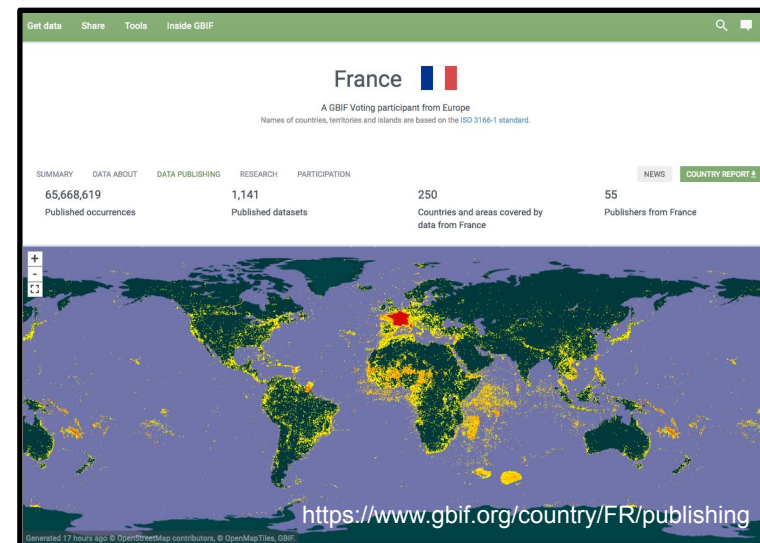 Get data Share Tools Inside GBIF
France
A GBIF Voting participant from Europe
Names of countries, territories and islands are based on the ISO 3166-1 standard.
SUMMARY DATA ABOUT DATA PUBLISHING RESEARCH PARTICIPATION NEWS COUNTRY REPORT
65,668,619 1,141 250 55
Published occurrences Published datasets Countries and areas covered by Publishers from France
data from France
+
-
https://www.gbif.org/country/FR/publishing
Generated 17 hours ago © OpenStreetMap contributors, © OpenMapTiles, GBIF.